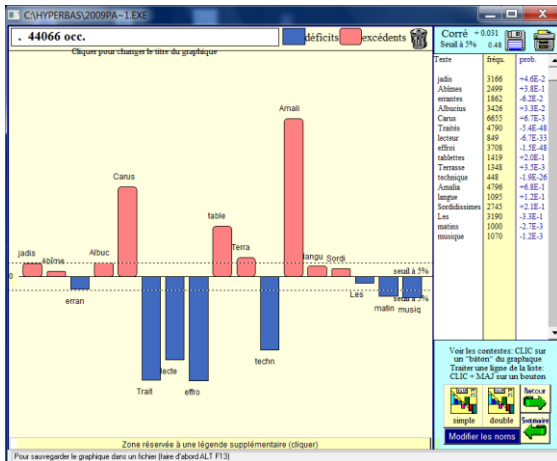 C:\HYPERBAS\2009PA~1.EXE
. 44066 occ.
déficits
excédents
Cliquer pour changer le titre du graphique
Corré + 0.031
Seuil à 5% 0.48
Texte fréqu. prob.
jadis 3166 +4.6E-2
Abîmes 2499 +3.8E-1
errantes 1862 -6.2E-2
Albucius 3426 +3.3E-2
Carus 6655 +6.7E-3
Traités 4790 -5.4E-48
lecteur 849 -6.7E-33
effroi 3708 -1.5E-48
tablettes 1419 +2.0E-1
Terrasse 1348 +3.5E-3
technique 448 -1.9E-26
Amalia 4796 +6.8E-1
langue 1095 +1.2E-1
Sordidissimes 2745 +2.1E-1
Les 3190 -3.3E-1
matins 1000 -2.7E-3
musique 1070 -1.2E-3
Amali
Carus
table
Terra
jadis
Abîme
Albuc
langu
Sordi
seuil à 5%
0
erran
Les
seuil à 5%
matin
musiq
techn
lecte
Trait
effro
Voir les contextes: CLIC sur
un "bâton" du graphique
Traiter une ligne de la liste:
CLIC + MAJ sur un bouton
simple
double
Retour
Sommaire
Modifier les noms
Zone réservée à une légende supplémentaire (cliquer)
Pour sauvegarder le graphique dans un fichier (faire d'abord ALT F13)